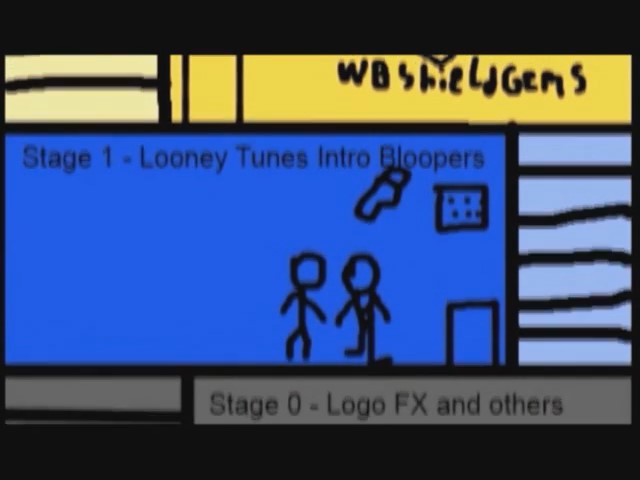 WBShieldGems
Stage 1 - Looney Tunes Intro Bloopers
Stage 0 - Logo FX and others